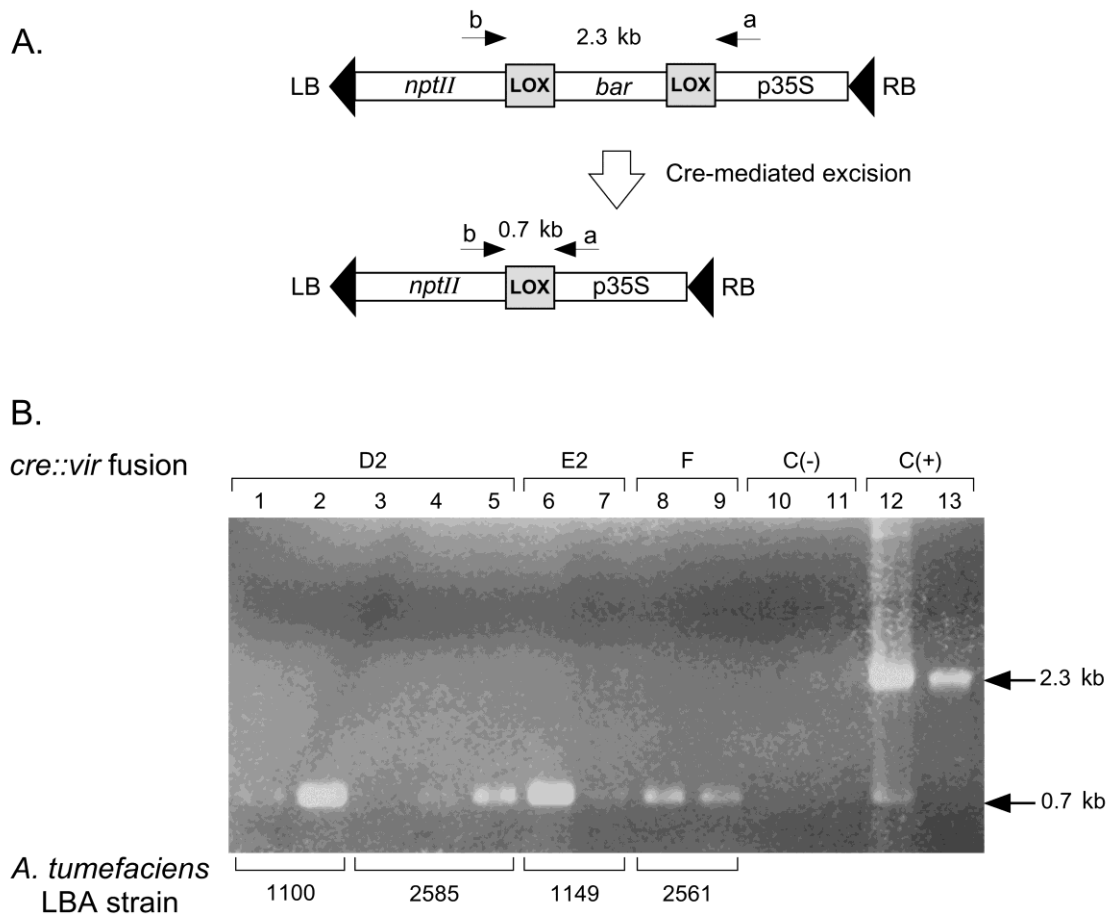 A.
b 2.3 kb a
LB nptII LOX bar LOX p35S RB
Cre-mediated excision
b 0.7 kb a
LB nptII LOX p35S RB
B.
cre::vir fusion D2 E2 F C(-) C(+)
1 2 3 4 5 6 7 8 9 10 11 12 13
2.3 kb
0.7 kb
A. tumefaciens
LBA strain 1100 2585 1149 2561